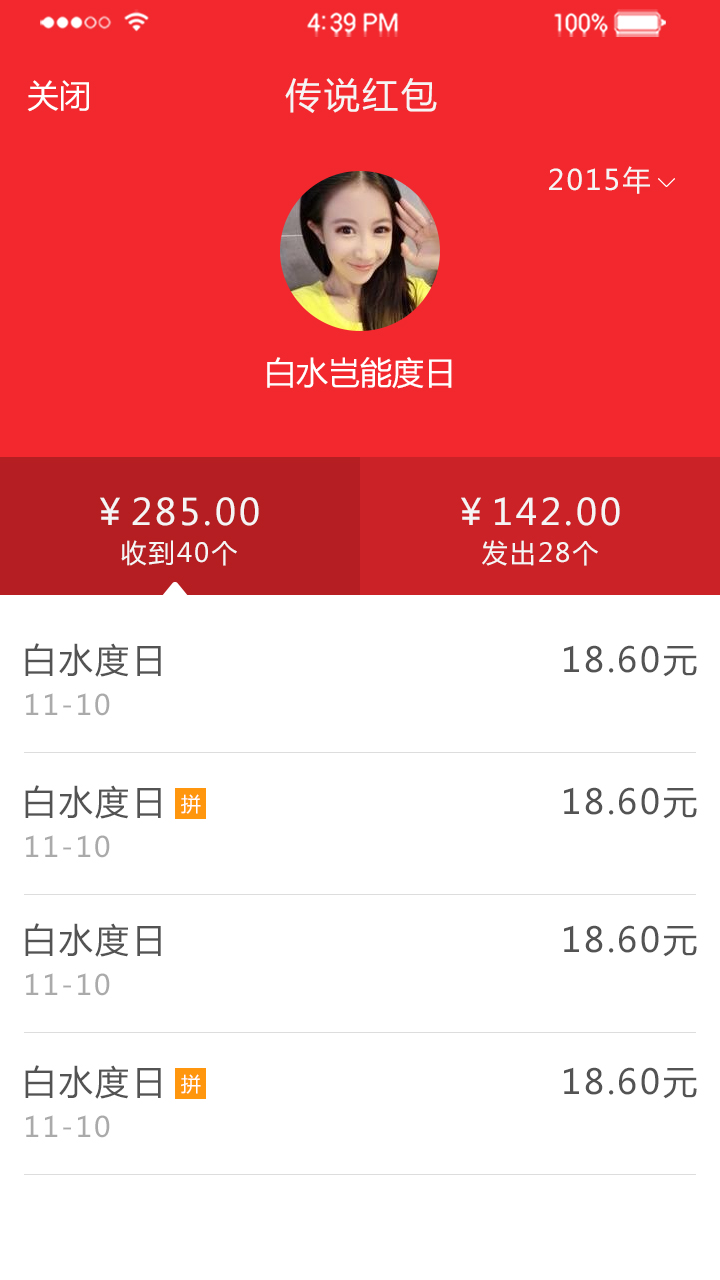 4:39 PM 100%
关闭 传说红包
2015年
白水岂能度日
¥285.00 ¥142.00
收到40个 发出28个
白水度日 18.60元
11-10
白水度日 拼 18.60元
11-10
白水度日 18.60元
11-10
白水度日 拼 18.60元
11-10